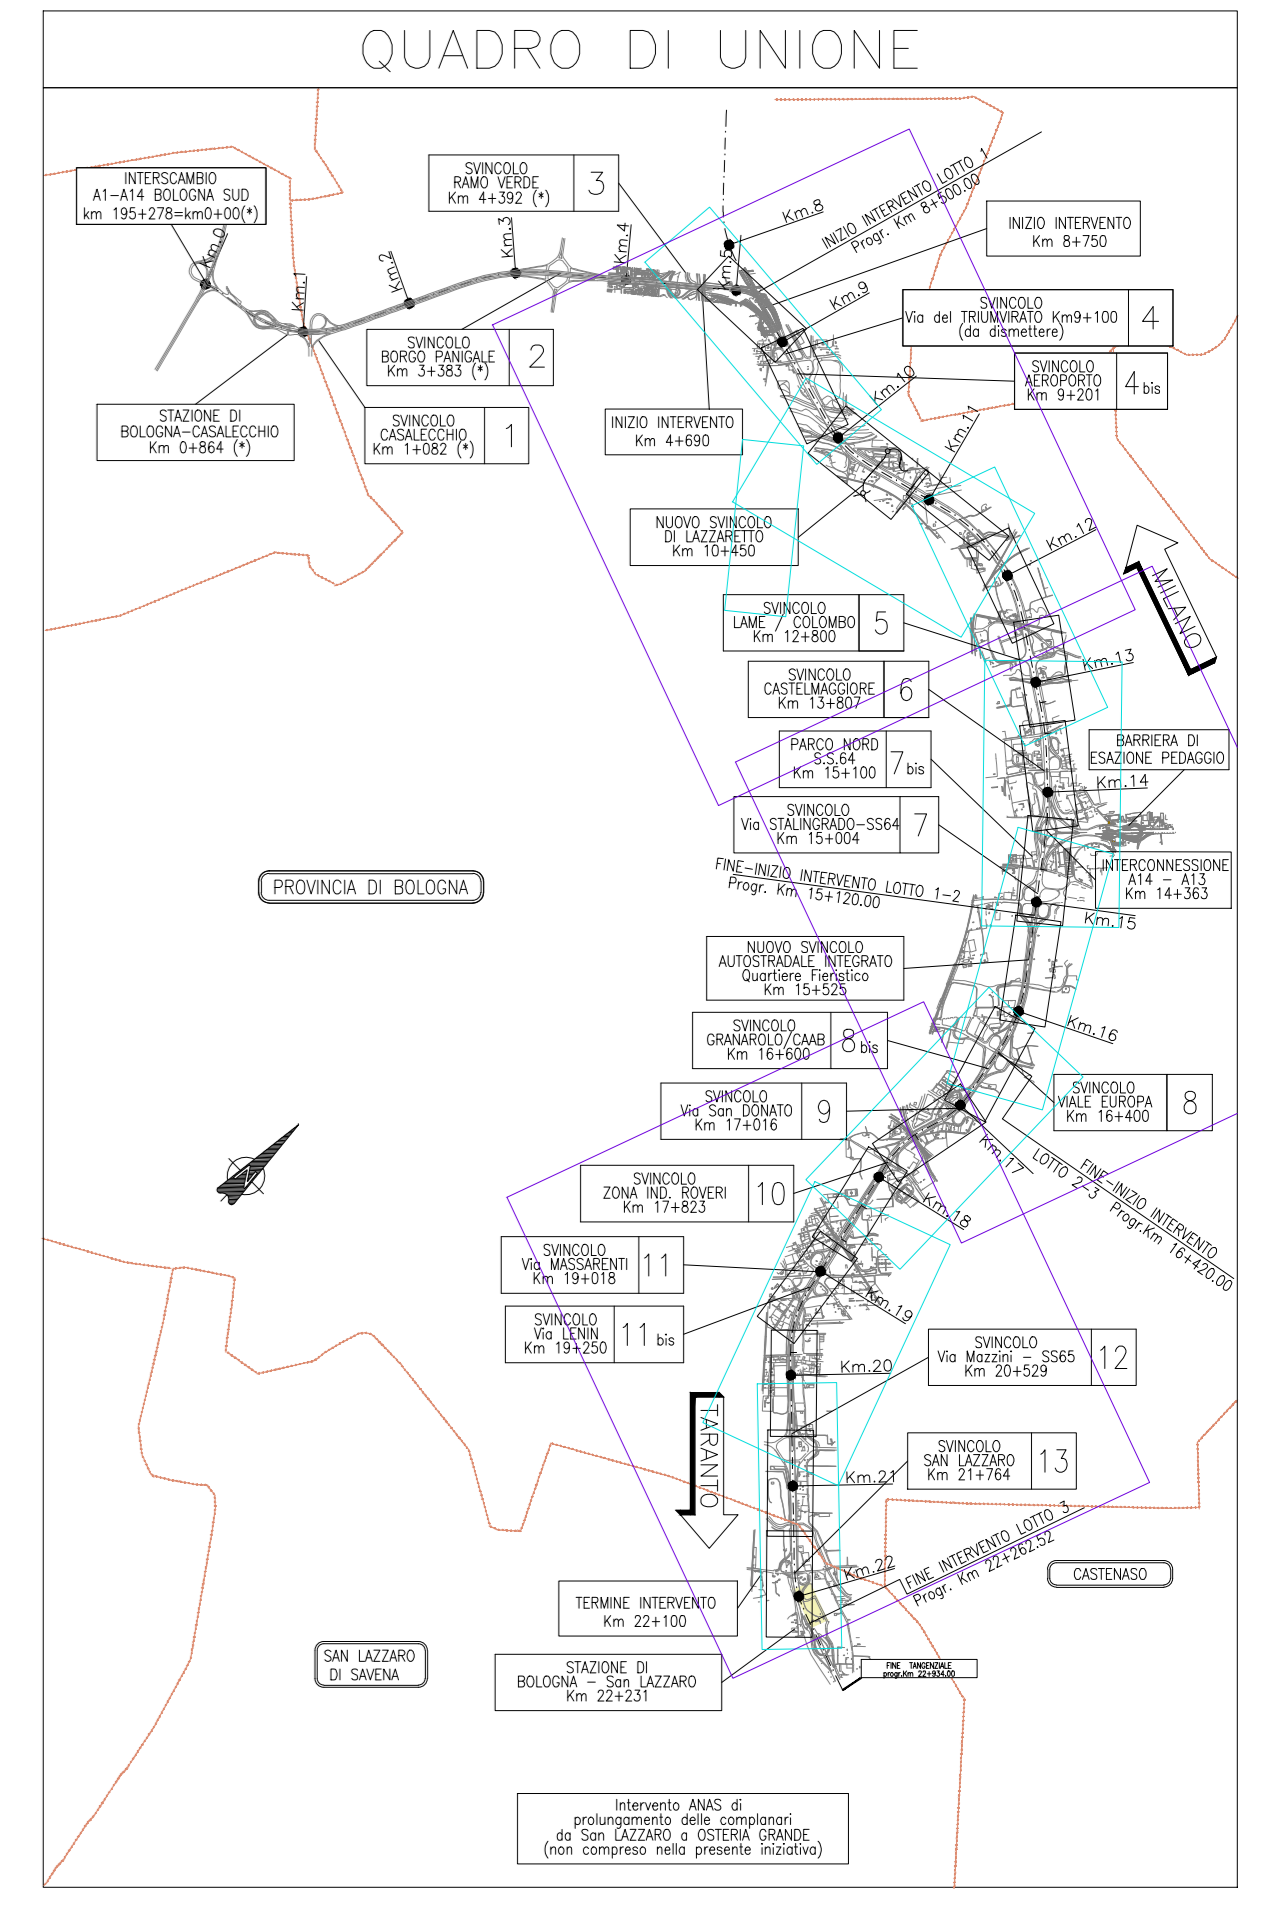 QUADRO DI UNIONE
INTERSCAMBIO
A1-A14 BOLOGNA SUD
km 195+278=km0+00(*)
SVINCOLO
RAMO VERDE
Km 4+392 (*)
3
Km.0
Km.1
Km.2
Km.3
Km.4
Km.5
Km.8
INIZIO INTERVENTO LOTTO 1
Progr. Km 8+500.00
INIZIO INTERVENTO
Km 8+750
Km.9
SVINCOLO
Via del TRIUMVIRATO Km9+100
(da dismettere)
4
SVINCOLO
BORGO PANIGALE
Km 3+383 (*)
2
SVINCOLO
AEROPORTO
Km 9+201
4 bis
Km.10
STAZIONE DI
BOLOGNA-CASALECCHIO
Km 0+864 (*)
SVINCOLO
CASALECCHIO
Km 1+082 (*)
1
INIZIO INTERVENTO
Km 4+690
Km.11
NUOVO SVINCOLO
DI LAZZARETTO
Km 10+450
Km.12
MILANO
SVINCOLO
LAME / COLOMBO
Km 12+800
5
Km.13
SVINCOLO
CASTELMAGGIORE
Km 13+807
6
PARCO NORD
S.S.64
Km 15+100
7 bis
BARRIERA DI
ESAZIONE PEDAGGIO
Km.14
SVINCOLO
Via STALINGRADO-SS64
Km 15+004
7
INTERCONNESSIONE
A14 - A13
Km 14+363
FINE-INIZIO INTERVENTO LOTTO 1-2
Progr. Km 15+120.00
PROVINCIA DI BOLOGNA
Km.15
NUOVO SVINCOLO
AUTOSTRADALE INTEGRATO
Quartiere Fieristico
Km 15+525
SVINCOLO
GRANAROLO/CAAB
Km 16+600
8 bis
Km.16
SVINCOLO
VIALE EUROPA
Km 16+400
8
SVINCOLO
Via San DONATO
Km 17+016
9
Km.17
FINE-INIZIO INTERVENTO
LOTTO 2-3 Progr.Km 16+420.00
SVINCOLO
ZONA IND. ROVERI
Km 17+823
10
Km.18
SVINCOLO
Via MASSARENTI
Km 19+018
11
Km.19
SVINCOLO
Via LENIN
Km 19+250
11 bis
SVINCOLO
Via Mazzini - SS65
Km 20+529
12
Km.20
TARANTO
SVINCOLO
SAN LAZZARO
Km 21+764
13
Km.21
Km.22
FINE INTERVENTO LOTTO 3
Progr. Km 22+262.52
CASTENASO
TERMINE INTERVENTO
Km 22+100
SAN LAZZARO
DI SAVENA
STAZIONE DI
BOLOGNA - San LAZZARO
Km 22+231
FINE TANGENZIALE
progr.Km 22+934.00
Intervento ANAS di
prolungamento delle complanari
da San LAZZARO a OSTERIA GRANDE
(non compreso nella presente iniziativa)